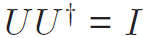 UU† = I